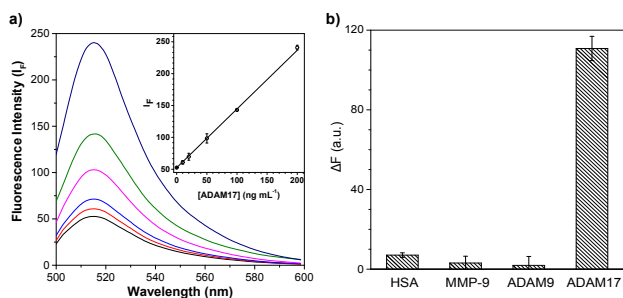 a)
Fluorescence Intensity (I_F)
250
200
150
100
50
0
500 520 540 560 580 600
Wavelength (nm)
I_F
250
200
150
100
50
0 50 100 150 200
[ADAM17] (ng mL⁻¹)
b)
ΔF (a.u.)
120
80
40
0
HSA MMP-9 ADAM9 ADAM17